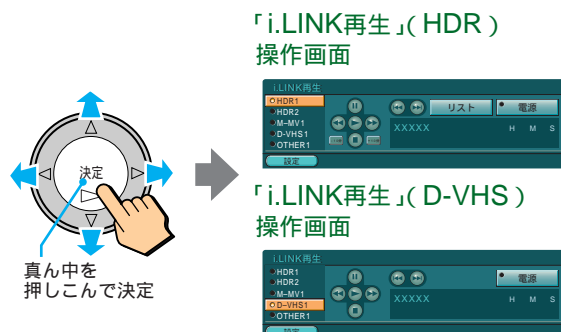 「i.LINK再生」（HDR）
操作画面
i.LINK再生
HDR1
HDR2
M-MV1
D-VHS1
OTHER1
リスト
電源
XXXXX
H M S
設定
決定
真ん中を
押しこんで決定
「i.LINK再生」（D-VHS）
操作画面
i.LINK再生
HDR1
HDR2
M-MV1
D-VHS1
OTHER1
電源
XXXXX
H M S
設定